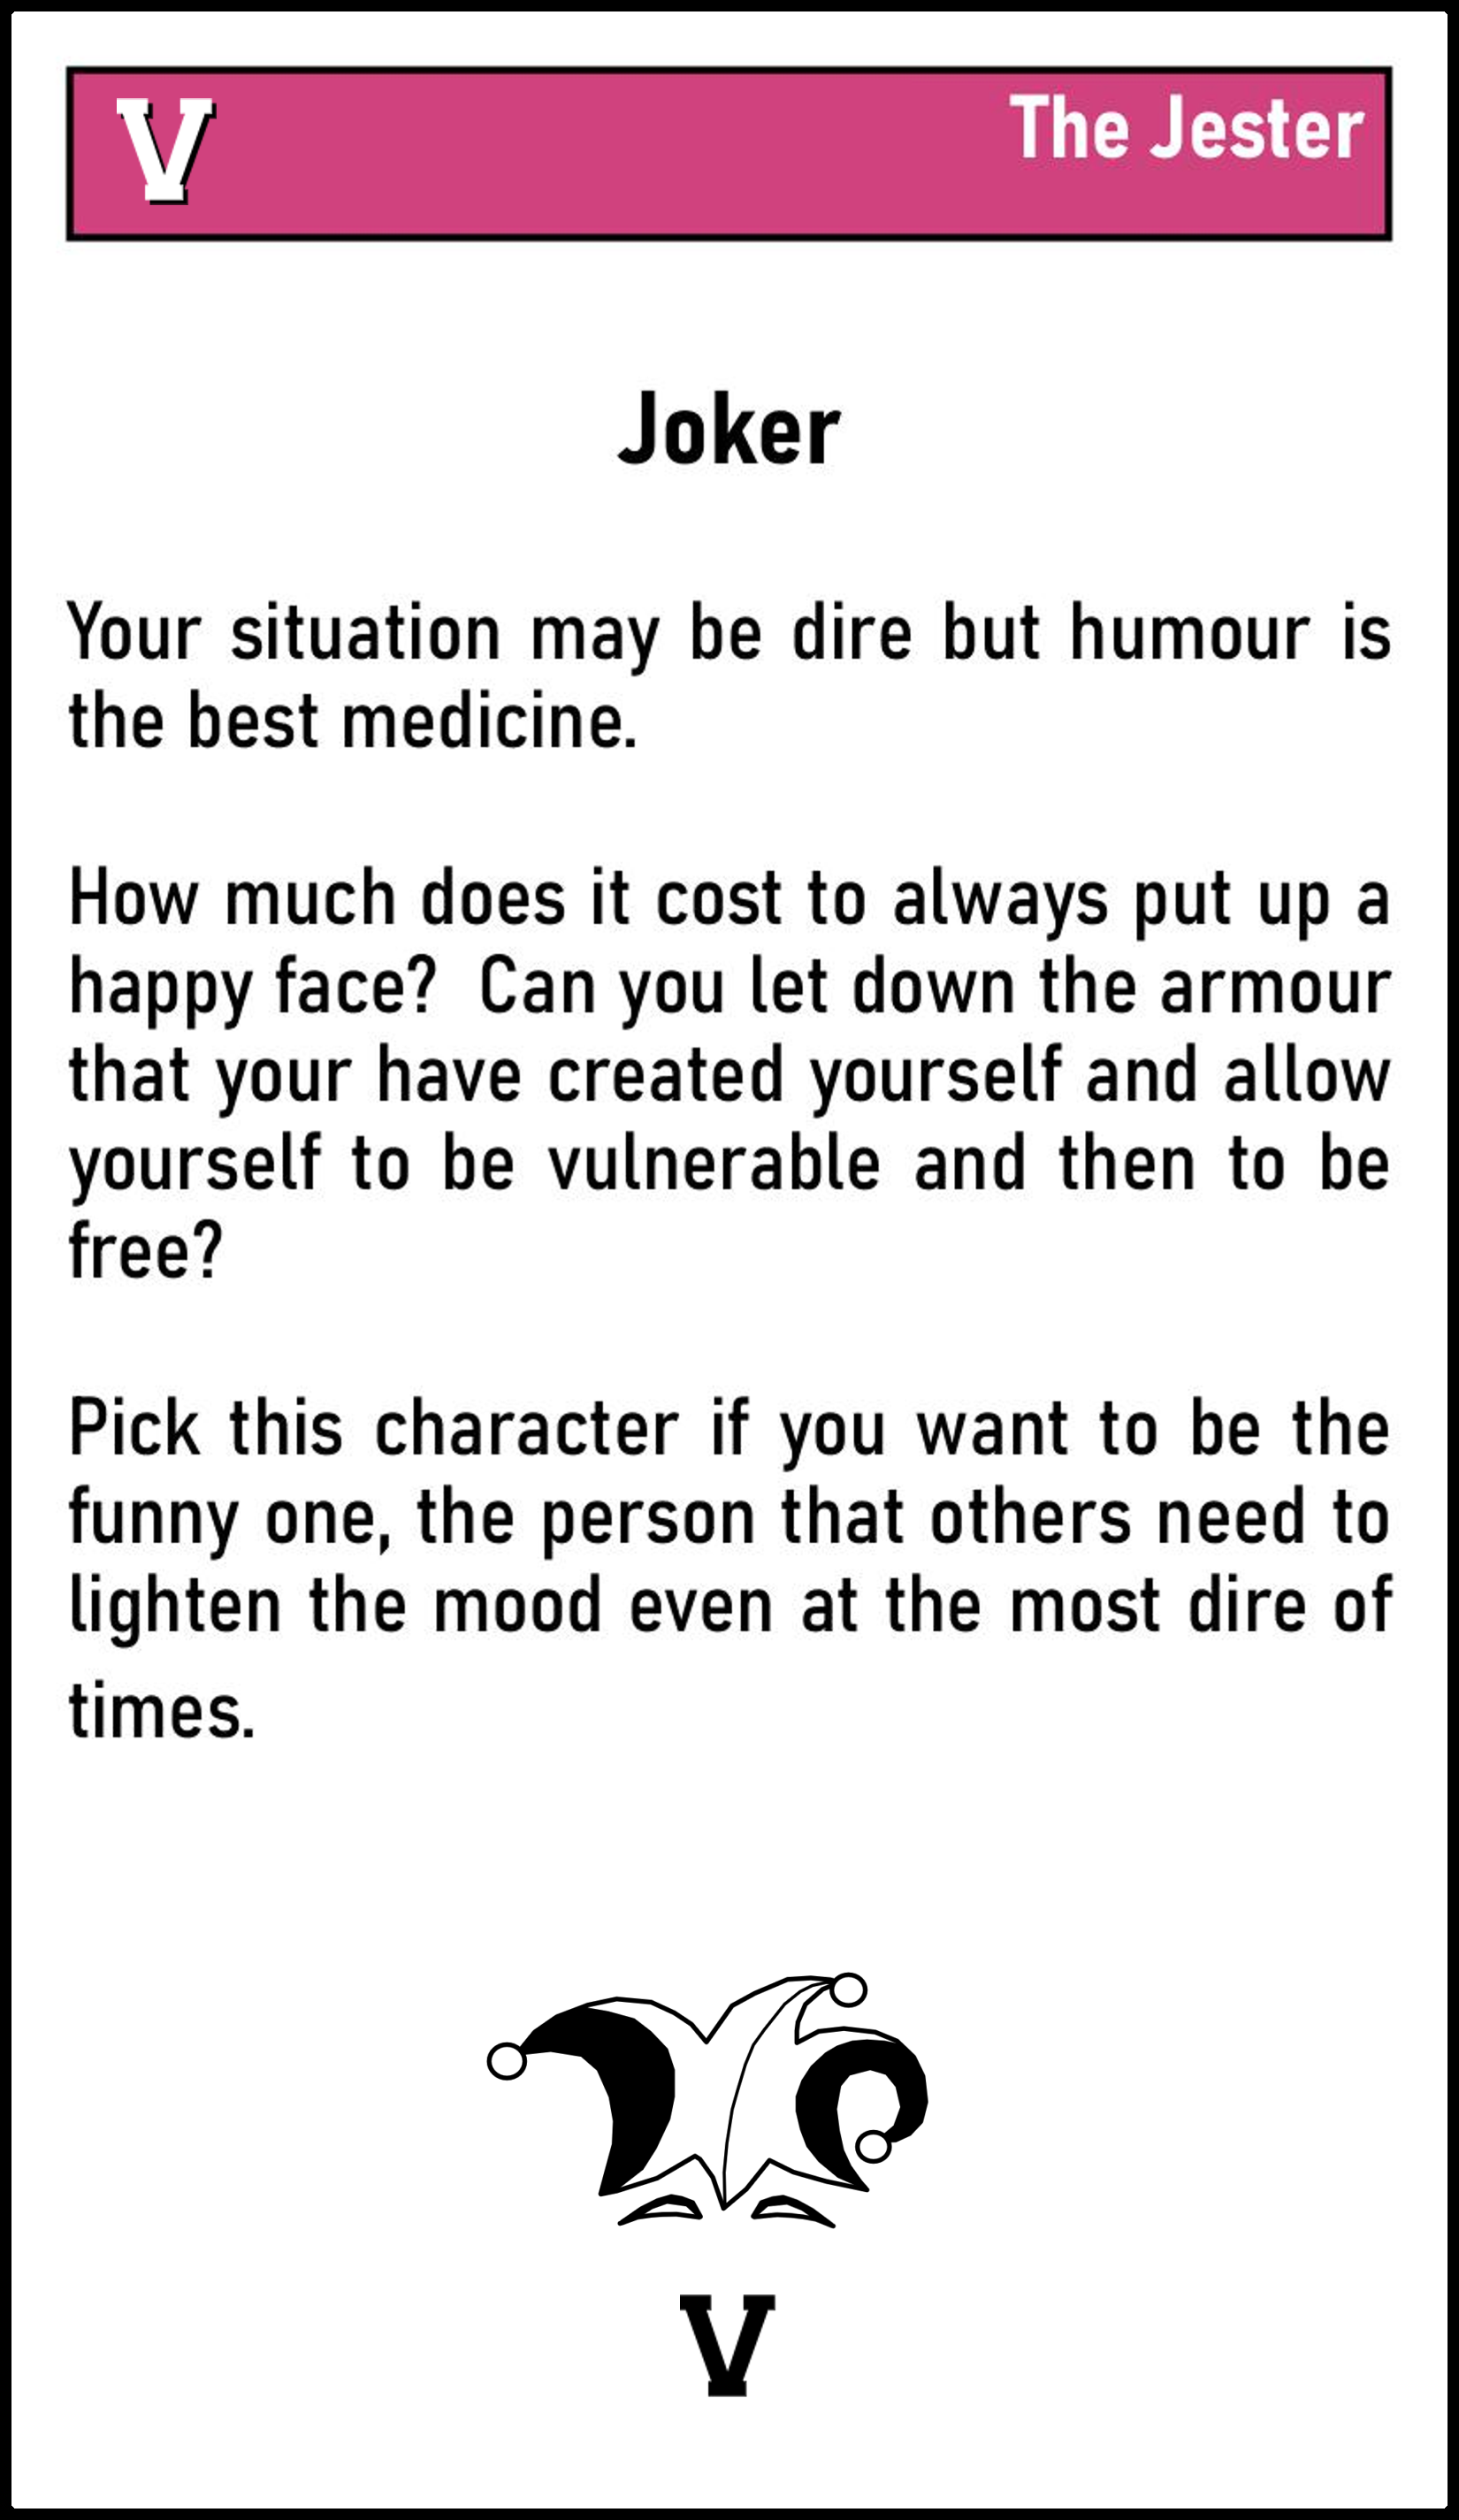 V
The Jester
Joker
Your situation may be dire but humour is
the best medicine.
How much does it cost to always put up a
happy face?  Can you let down the armour
that your have created yourself and allow
yourself to be vulnerable and then to be
free?
Pick this character if you want to be the
funny one, the person that others need to
lighten the mood even at the most dire of
times.
V